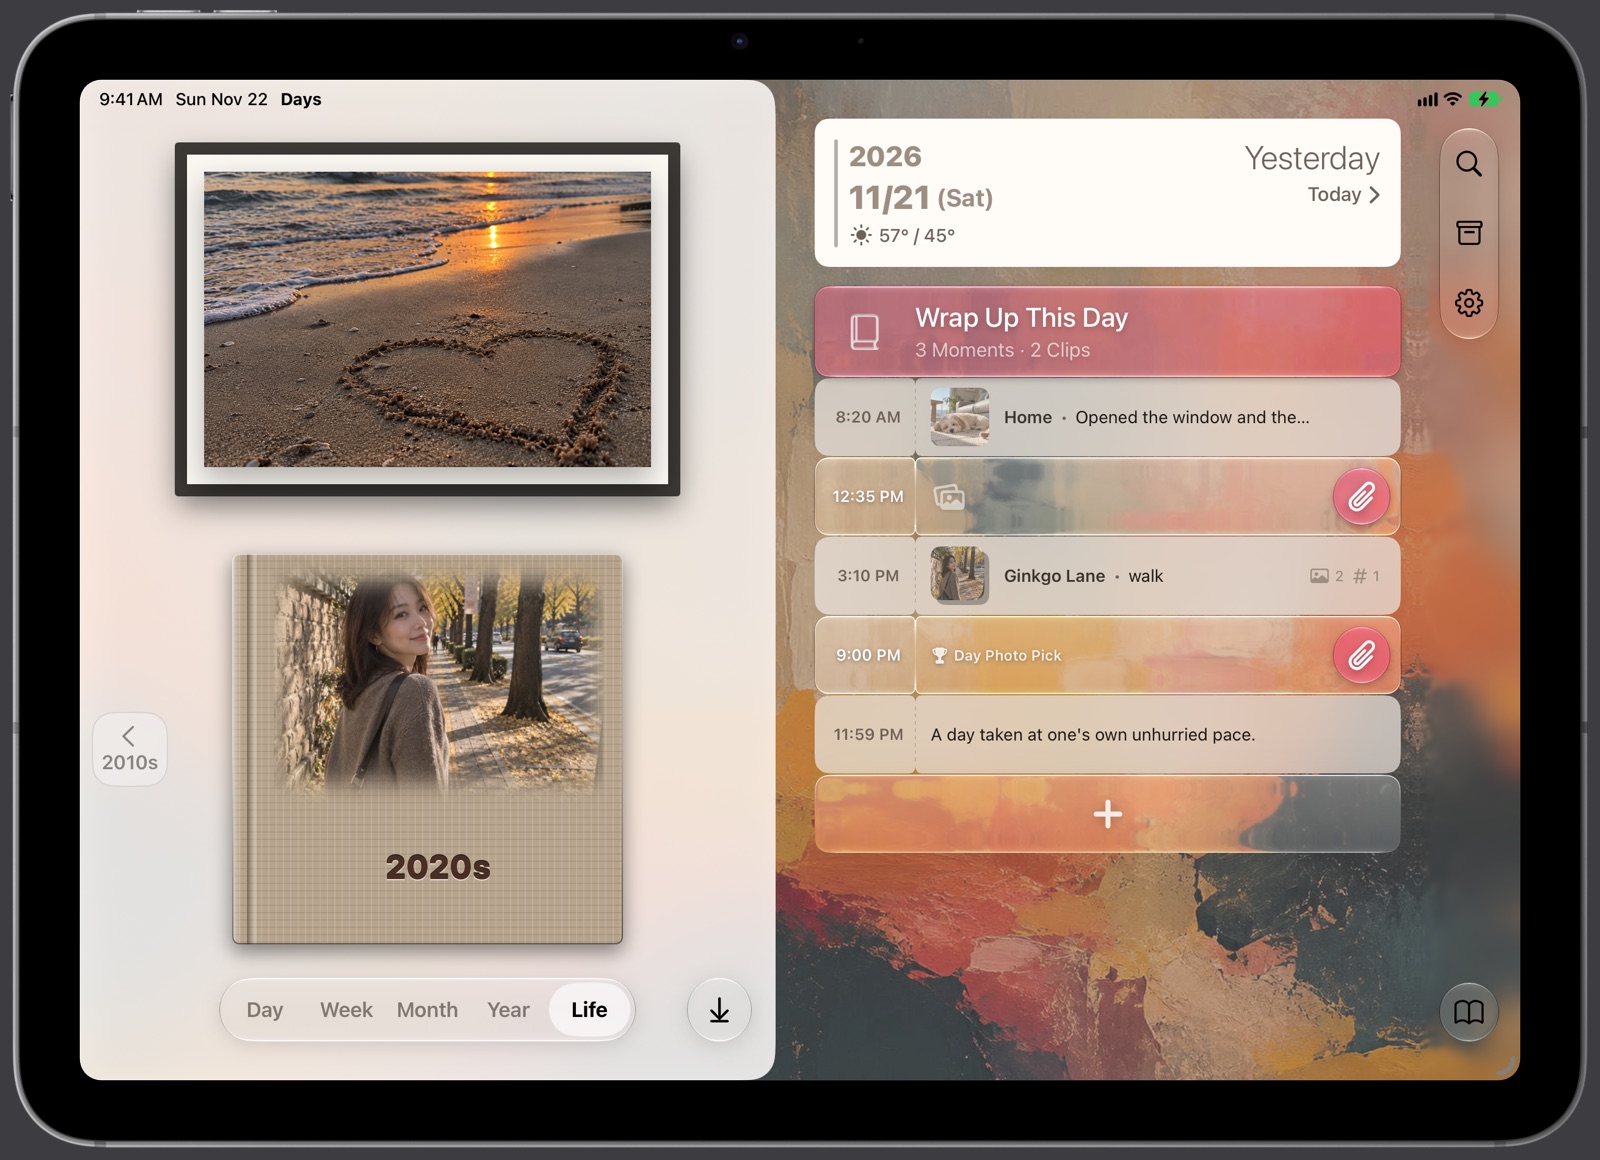 9:41 AM Sun Nov 22 Days
2010s
2020s
Day Week Month Year Life
2026
11/21 (Sat)
57° / 45°
Yesterday
Today
Wrap Up This Day
3 Moments · 2 Clips
8:20 AM Home · Opened the window and the...
12:35 PM
3:10 PM Ginkgo Lane · walk 2 # 1
9:00 PM Day Photo Pick
11:59 PM A day taken at one's own unhurried pace.